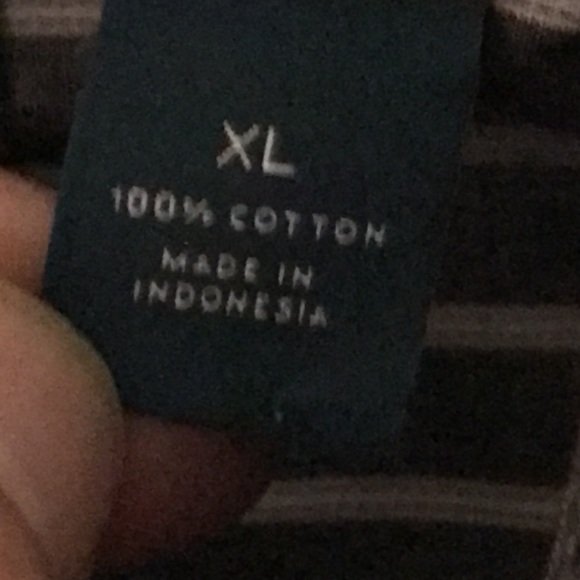 XL
100% COTTON
MADE IN
INDONESIA